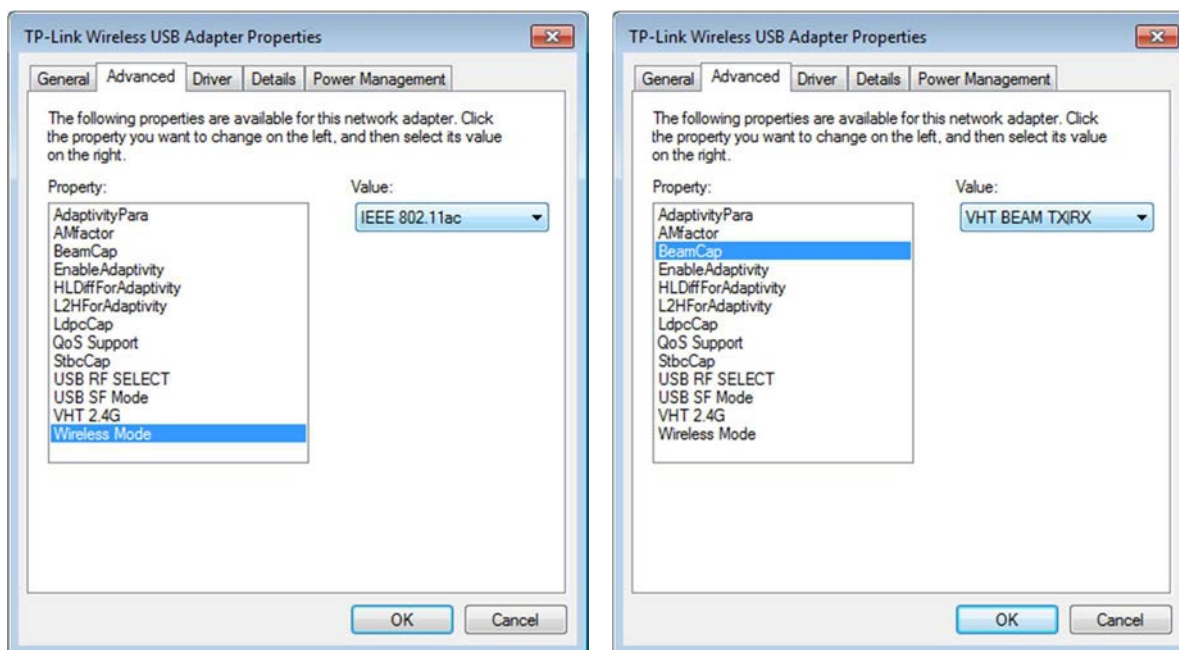 TP-Link Wireless USB Adapter Properties
General Advanced Driver Details Power Management
The following properties are available for this network adapter. Click
the property you want to change on the left, and then select its value
on the right.
Property:
Value:
AdaptivityPara
AMfactor
BeamCap
EnableAdaptivity
HLDiffForAdaptivity
L2HForAdaptivity
LdpcCap
QoS Support
StbcCap
USB RF SELECT
USB SF Mode
VHT 2.4G
Wireless Mode
IEEE 802.11ac
OK Cancel
TP-Link Wireless USB Adapter Properties
General Advanced Driver Details Power Management
The following properties are available for this network adapter. Click
the property you want to change on the left, and then select its value
on the right.
Property:
Value:
AdaptivityPara
AMfactor
BeamCap
EnableAdaptivity
HLDiffForAdaptivity
L2HForAdaptivity
LdpcCap
QoS Support
StbcCap
USB RF SELECT
USB SF Mode
VHT 2.4G
Wireless Mode
VHT BEAM TX|RX
OK Cancel